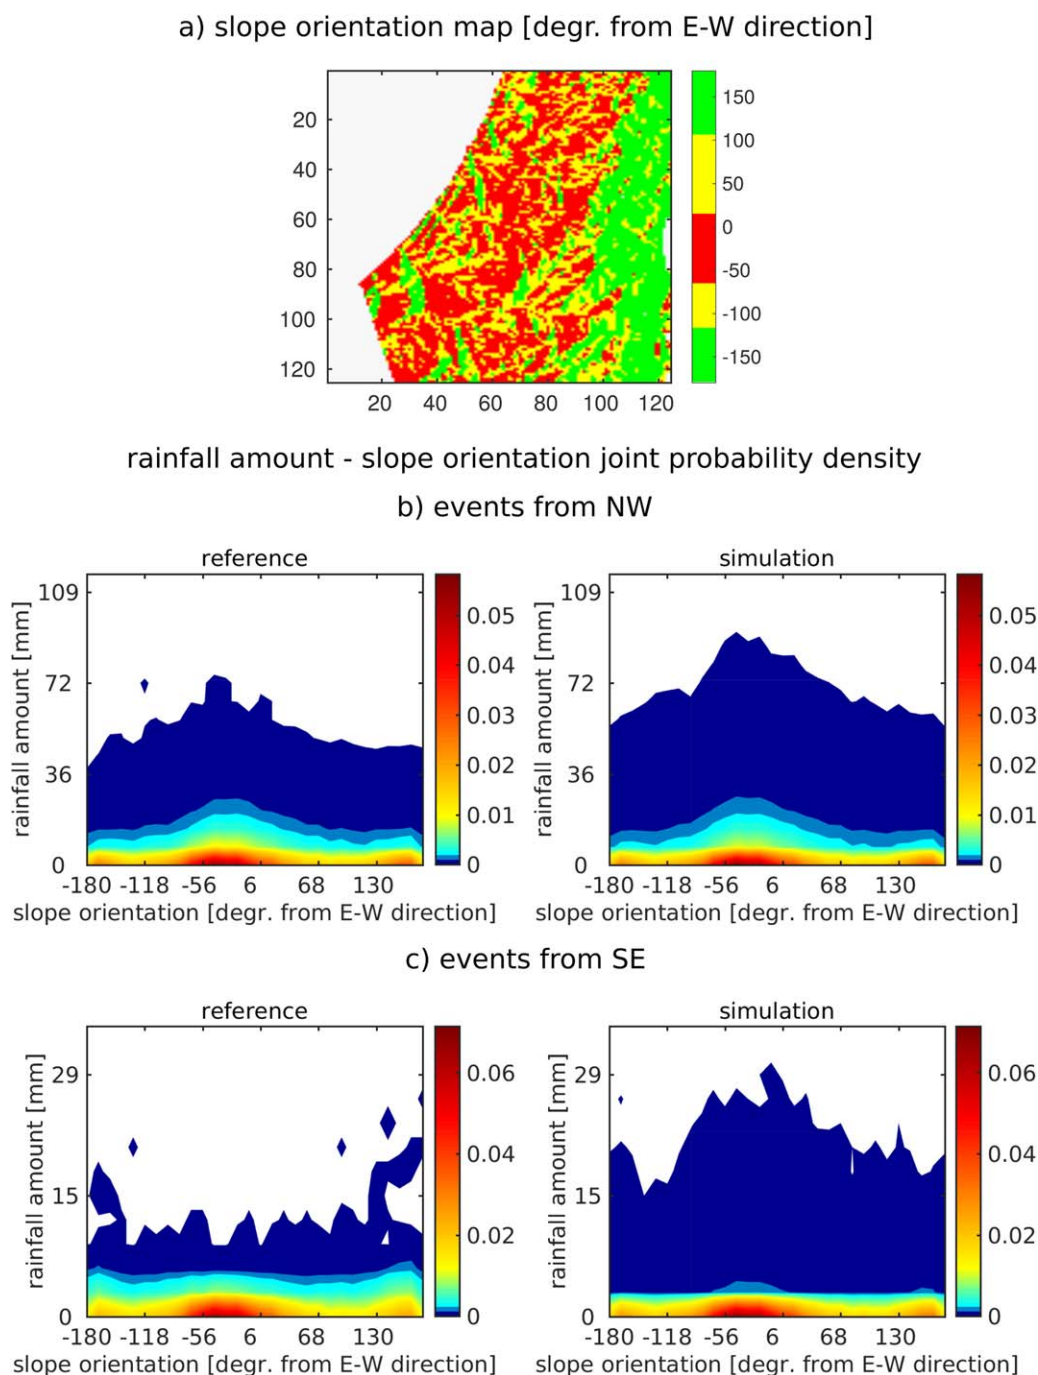 a) slope orientation map [degr. from E-W direction]
20
40
60
80
100
120
20 40 60 80 100 120
150
100
50
0
-50
-100
-150
rainfall amount - slope orientation joint probability density
b) events from NW
reference
rainfall amount [mm]
109
72
36
0
-180 -118 -56 6 68 130
slope orientation [degr. from E-W direction]
0.05
0.04
0.03
0.02
0.01
0
simulation
rainfall amount [mm]
109
72
36
0
-180 -118 -56 6 68 130
slope orientation [degr. from E-W direction]
0.05
0.04
0.03
0.02
0.01
0
c) events from SE
reference
rainfall amount [mm]
29
15
0
-180 -118 -56 6 68 130
slope orientation [degr. from E-W direction]
0.06
0.04
0.02
0
simulation
rainfall amount [mm]
29
15
0
-180 -118 -56 6 68 130
slope orientation [degr. from E-W direction]
0.06
0.04
0.02
0